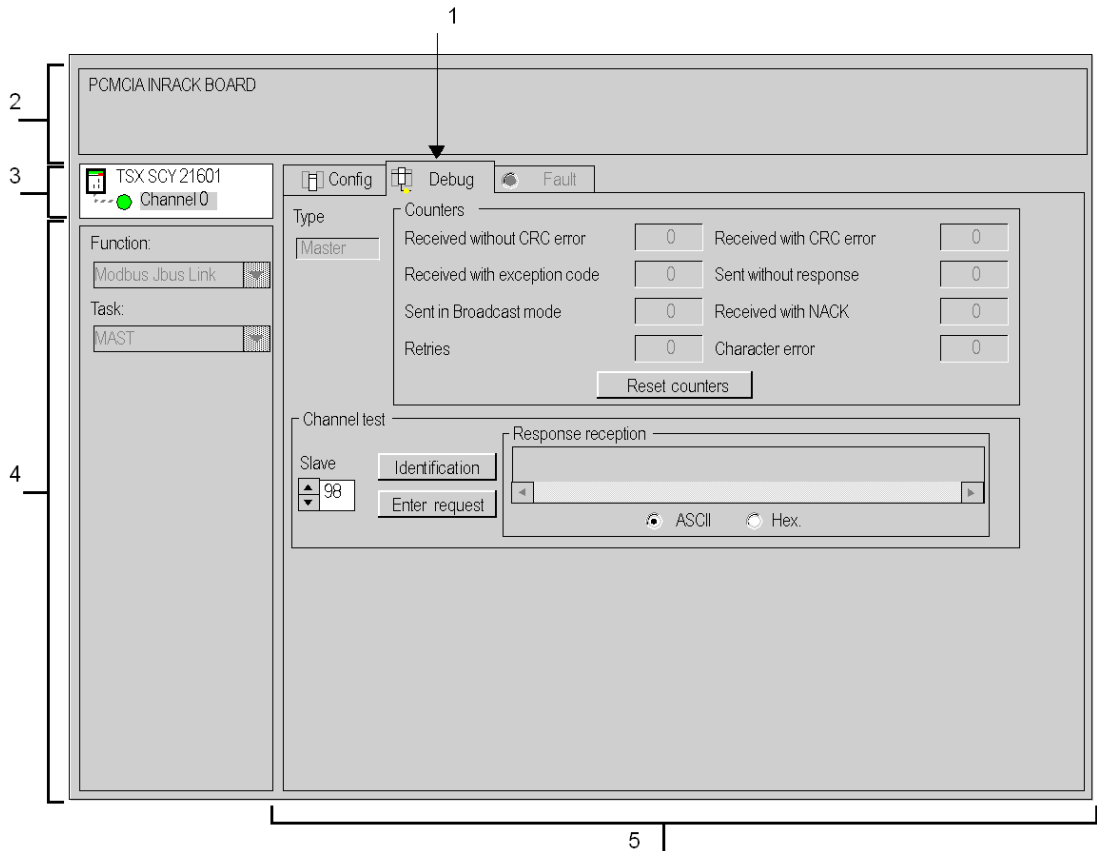 1
2
PCMCIA INRACK BOARD
3
TSX SCY 21601
Channel 0
Config
Debug
Fault
4
Function:
Modbus Jbus Link
Task:
MAST
Type
Master
Counters
Received without CRC error 0 Received with CRC error 0
Received with exception code 0 Sent without response 0
Sent in Broadcast mode 0 Received with NACK 0
Retries 0 Character error 0
Reset counters
Channel test
Slave
98
Identification
Enter request
Response reception
ASCII Hex.
5